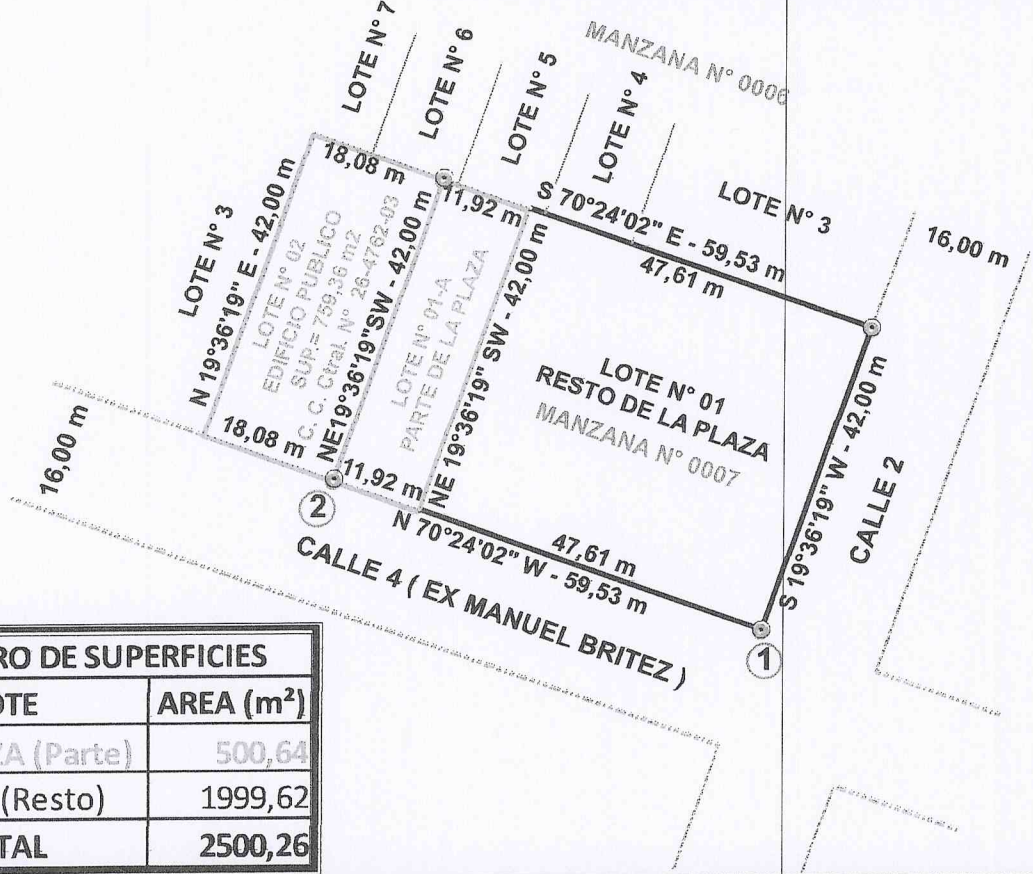 MANZANA N° 0006
LOTE N° 7
LOTE N° 6
LOTE N° 5
LOTE N° 4
LOTE N° 3
16,00 m
18,08 m
11,92 m
S 70°24'02" E - 59,53 m
47,61 m
LOTE N° 3
N 19°36'19" E - 42,00 m
LOTE N° 02
EDIFICIO PUBLICO
SUP.= 759,36 m2
C. C. Ctral. N° 26-4762-03
NE19°36'19"SW - 42,00 m
LOTE N° 01-A
PARTE DE LA PLAZA
NE 19°36'19" SW - 42,00 m
LOTE N° 01
RESTO DE LA PLAZA
MANZANA N° 0007
S 19°36'19" W - 42,00 m
CALLE 2
16,00 m
18,08 m
11,92 m
2
N 70°24'02" W - 59,53 m
47,61 m
CALLE 4 ( EX MANUEL BRITEZ )
1
RO DE SUPERFICIES
OTE AREA (m²)
ZA (Parte) 500,64
(Resto) 1999,62
TAL 2500,26